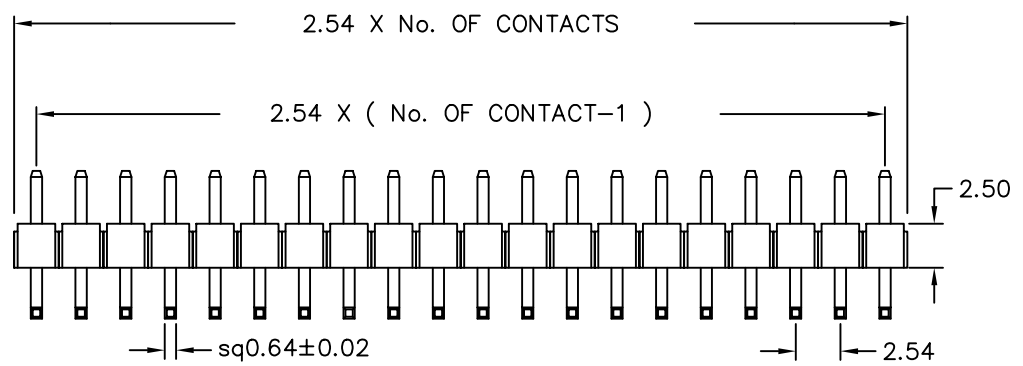 2.54 X No. OF CONTACTS
2.54 X ( No. OF CONTACT-1 )
2.50
sq0.64±0.02
2.54